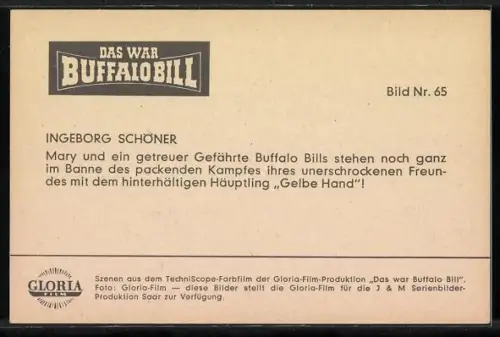 DAS WAR
BUFFALO BILL
Bild Nr. 65
INGEBORG SCHÖNER
Mary und ein getreuer Gefährte Buffalo Bills stehen noch ganz
im Banne des packenden Kampfes ihres unerschrockenen Freun-
des mit dem hinterhältigen Häuptling „Gelbe Hand"!
GLORIA
FILM
Szenen aus dem TechniScope-Farbfilm der Gloria-Film-Produktion „Das war Buffalo Bill".
Foto: Gloria-Film — diese Bilder stellt die Gloria-Film für die J & M Serienbilder-
Produktion Saar zur Verfügung.